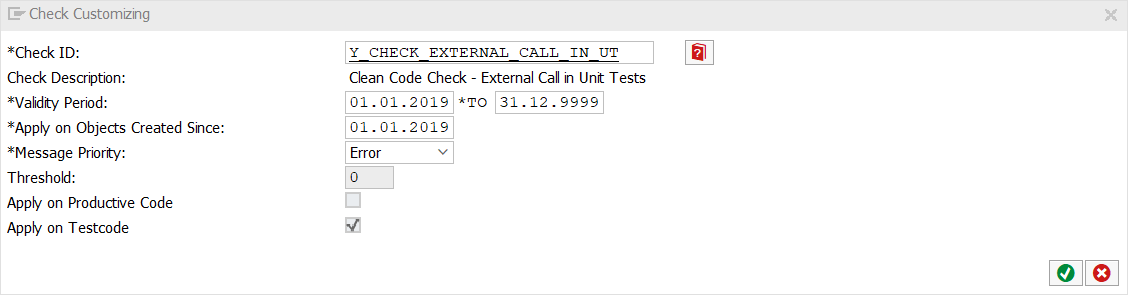 Check Customizing
*Check ID: Y_CHECK_EXTERNAL_CALL_IN_UT
Check Description: Clean Code Check - External Call in Unit Tests
*Validity Period: 01.01.2019 *TO 31.12.9999
*Apply on Objects Created Since: 01.01.2019
*Message Priority: Error
Threshold: 0
Apply on Productive Code
Apply on Testcode